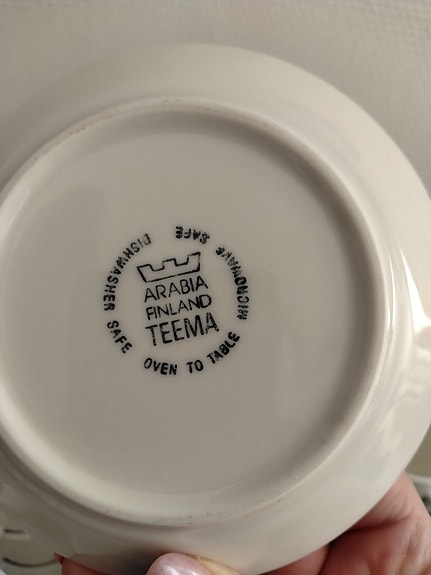 ARABIA
FINLAND
TEEMA
DISHWASHER SAFE
OVEN TO TABLE
MICROWAVE SAFE